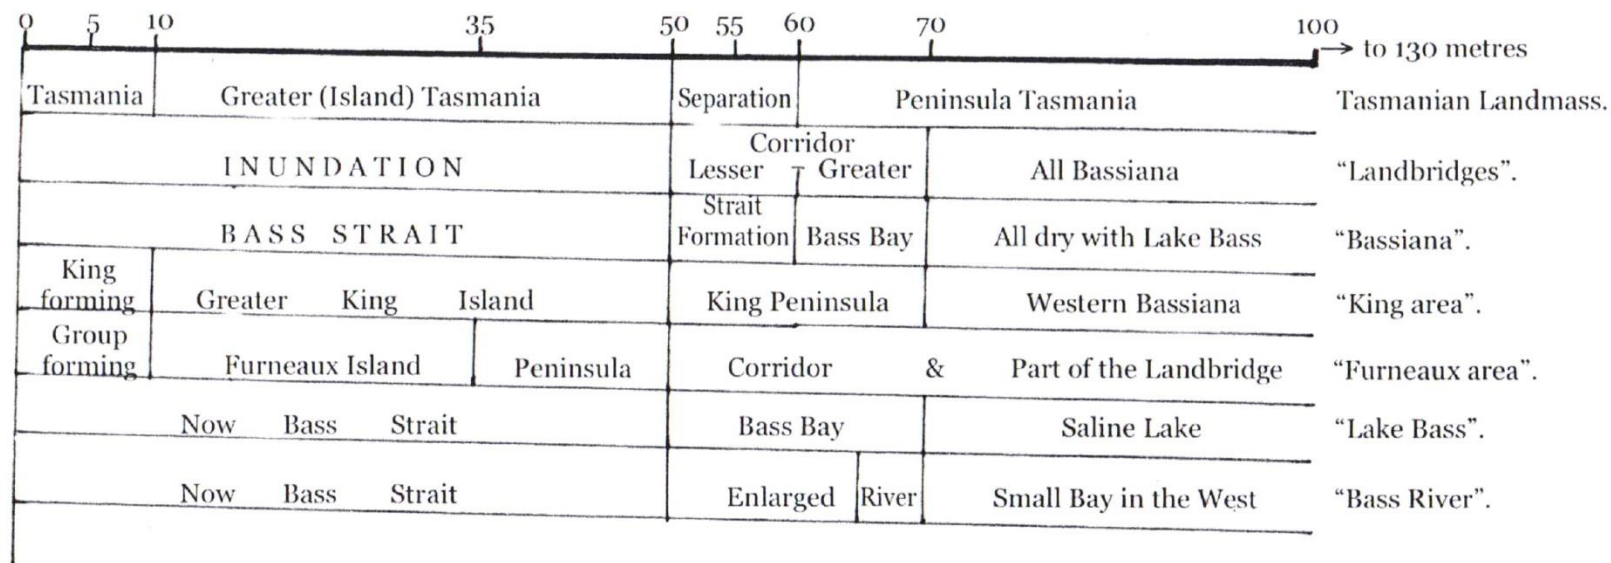 0 5 10 35 50 55 60 70 100
→ to 130 metres
Tasmania Greater (Island) Tasmania Separation Peninsula Tasmania Tasmanian Landmass.
Corridor
INUNDATION Lesser Greater All Bassiana “Landbridges”.
Strait
BASS STRAIT Formation Bass Bay All dry with Lake Bass “Bassiana”.
King
forming Greater King Island King Peninsula Western Bassiana “King area”.
Group
forming Furneaux Island Peninsula Corridor & Part of the Landbridge “Furneaux area”.
Now Bass Strait Bass Bay Saline Lake “Lake Bass”.
Now Bass Strait Enlarged River Small Bay in the West “Bass River”.